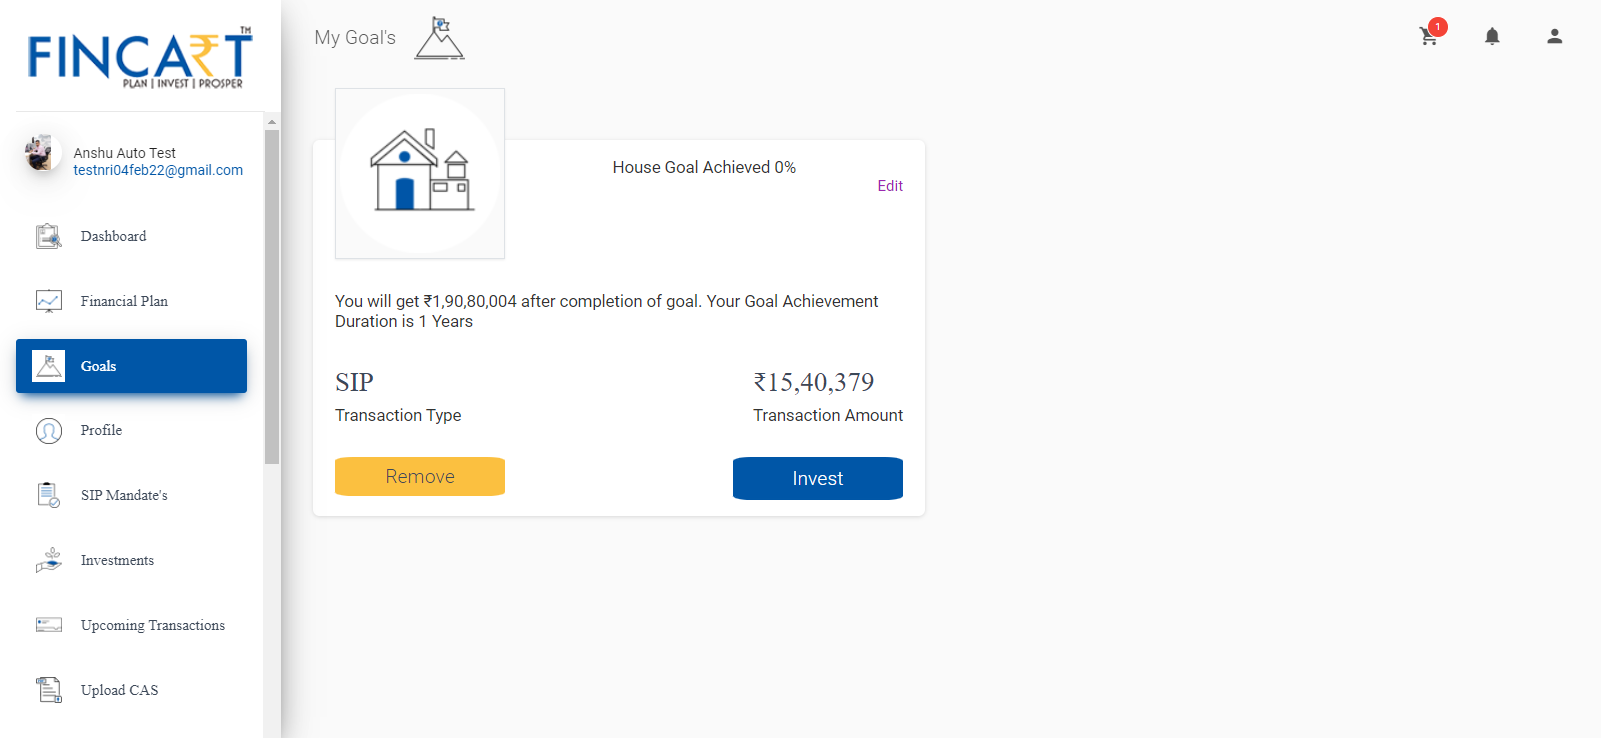 FINCART TM
PLAN | INVEST | PROSPER
Anshu Auto Test
testnri04feb22@gmail.com
Dashboard
Financial Plan
Goals
Profile
SIP Mandate's
Investments
Upcoming Transactions
Upload CAS
My Goal's
1
House Goal Achieved 0%
Edit
You will get ₹1,90,80,004 after completion of goal. Your Goal Achievement
Duration is 1 Years
SIP
₹15,40,379
Transaction Type
Transaction Amount
Remove
Invest